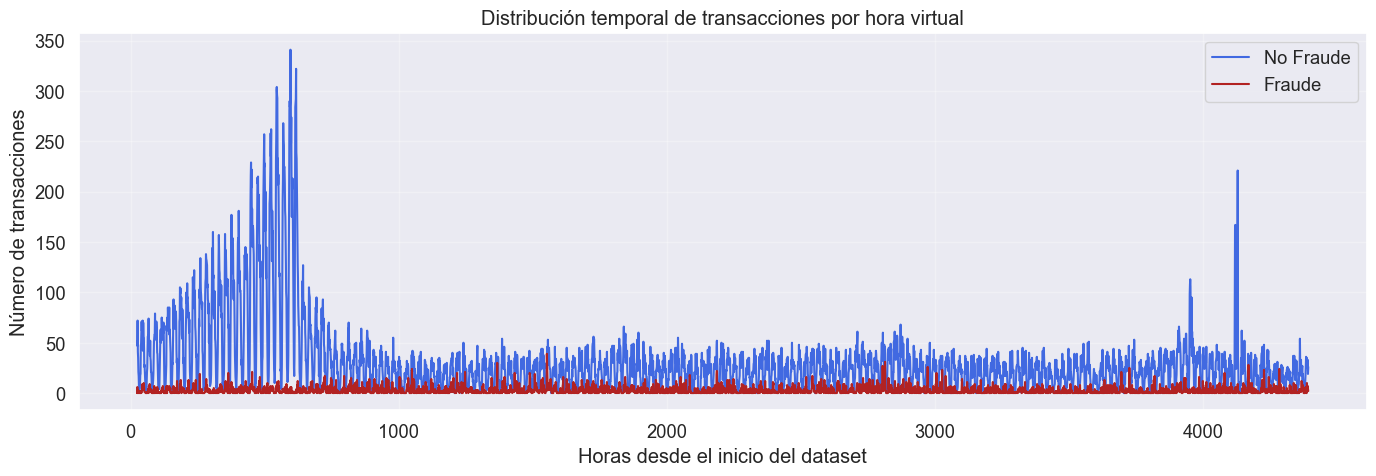 Distribución temporal de transacciones por hora virtual
No Fraude
Fraude
Número de transacciones
350
300
250
200
150
100
50
0
0 1000 2000 3000 4000
Horas desde el inicio del dataset